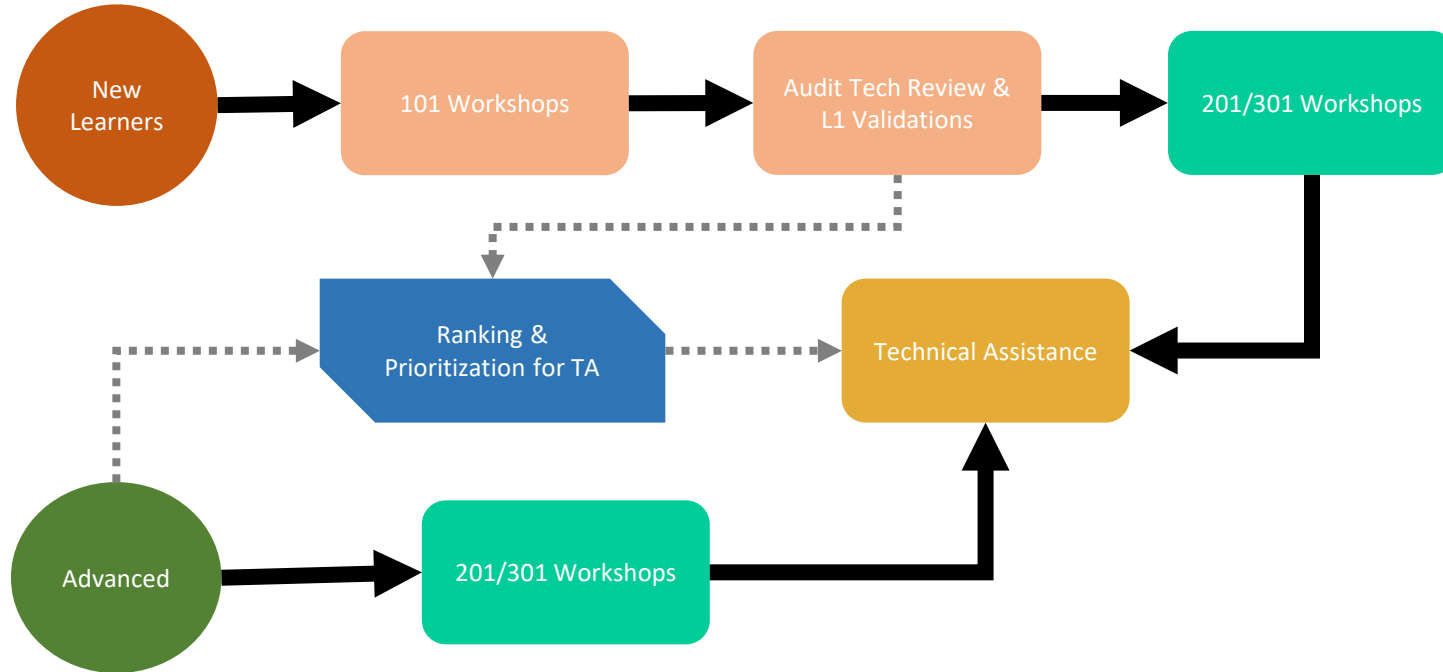 New
Learners
101 Workshops
Audit Tech Review &
L1 Validations
201/301 Workshops
Ranking &
Prioritization for TA
Technical Assistance
Advanced
201/301 Workshops